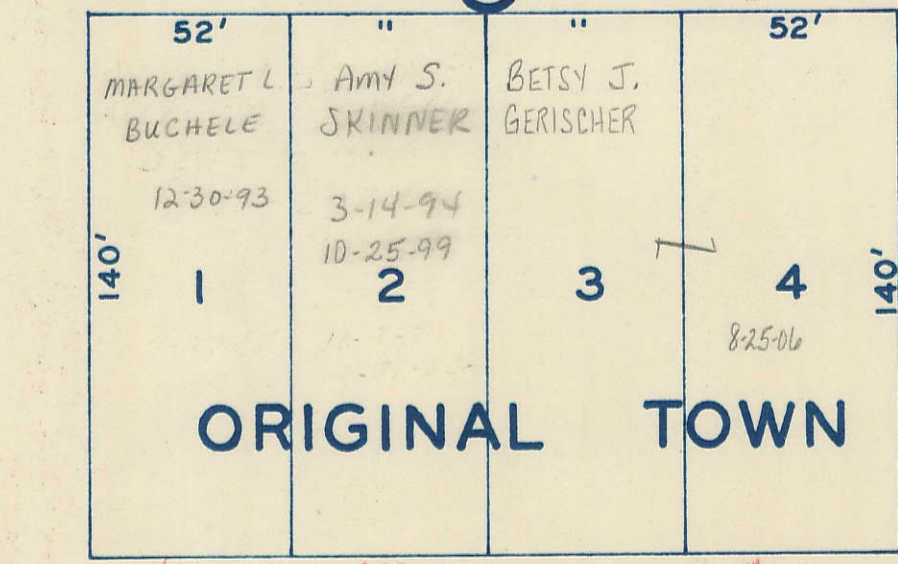 52' " " 52'
MARGARET L.
BUCHELE
12-30-93
Amy S.
SKINNER
3-14-94
10-25-99
BETSY J.
GERISCHER
8-25-06
140' 1 2 3 4 140'
ORIGINAL TOWN